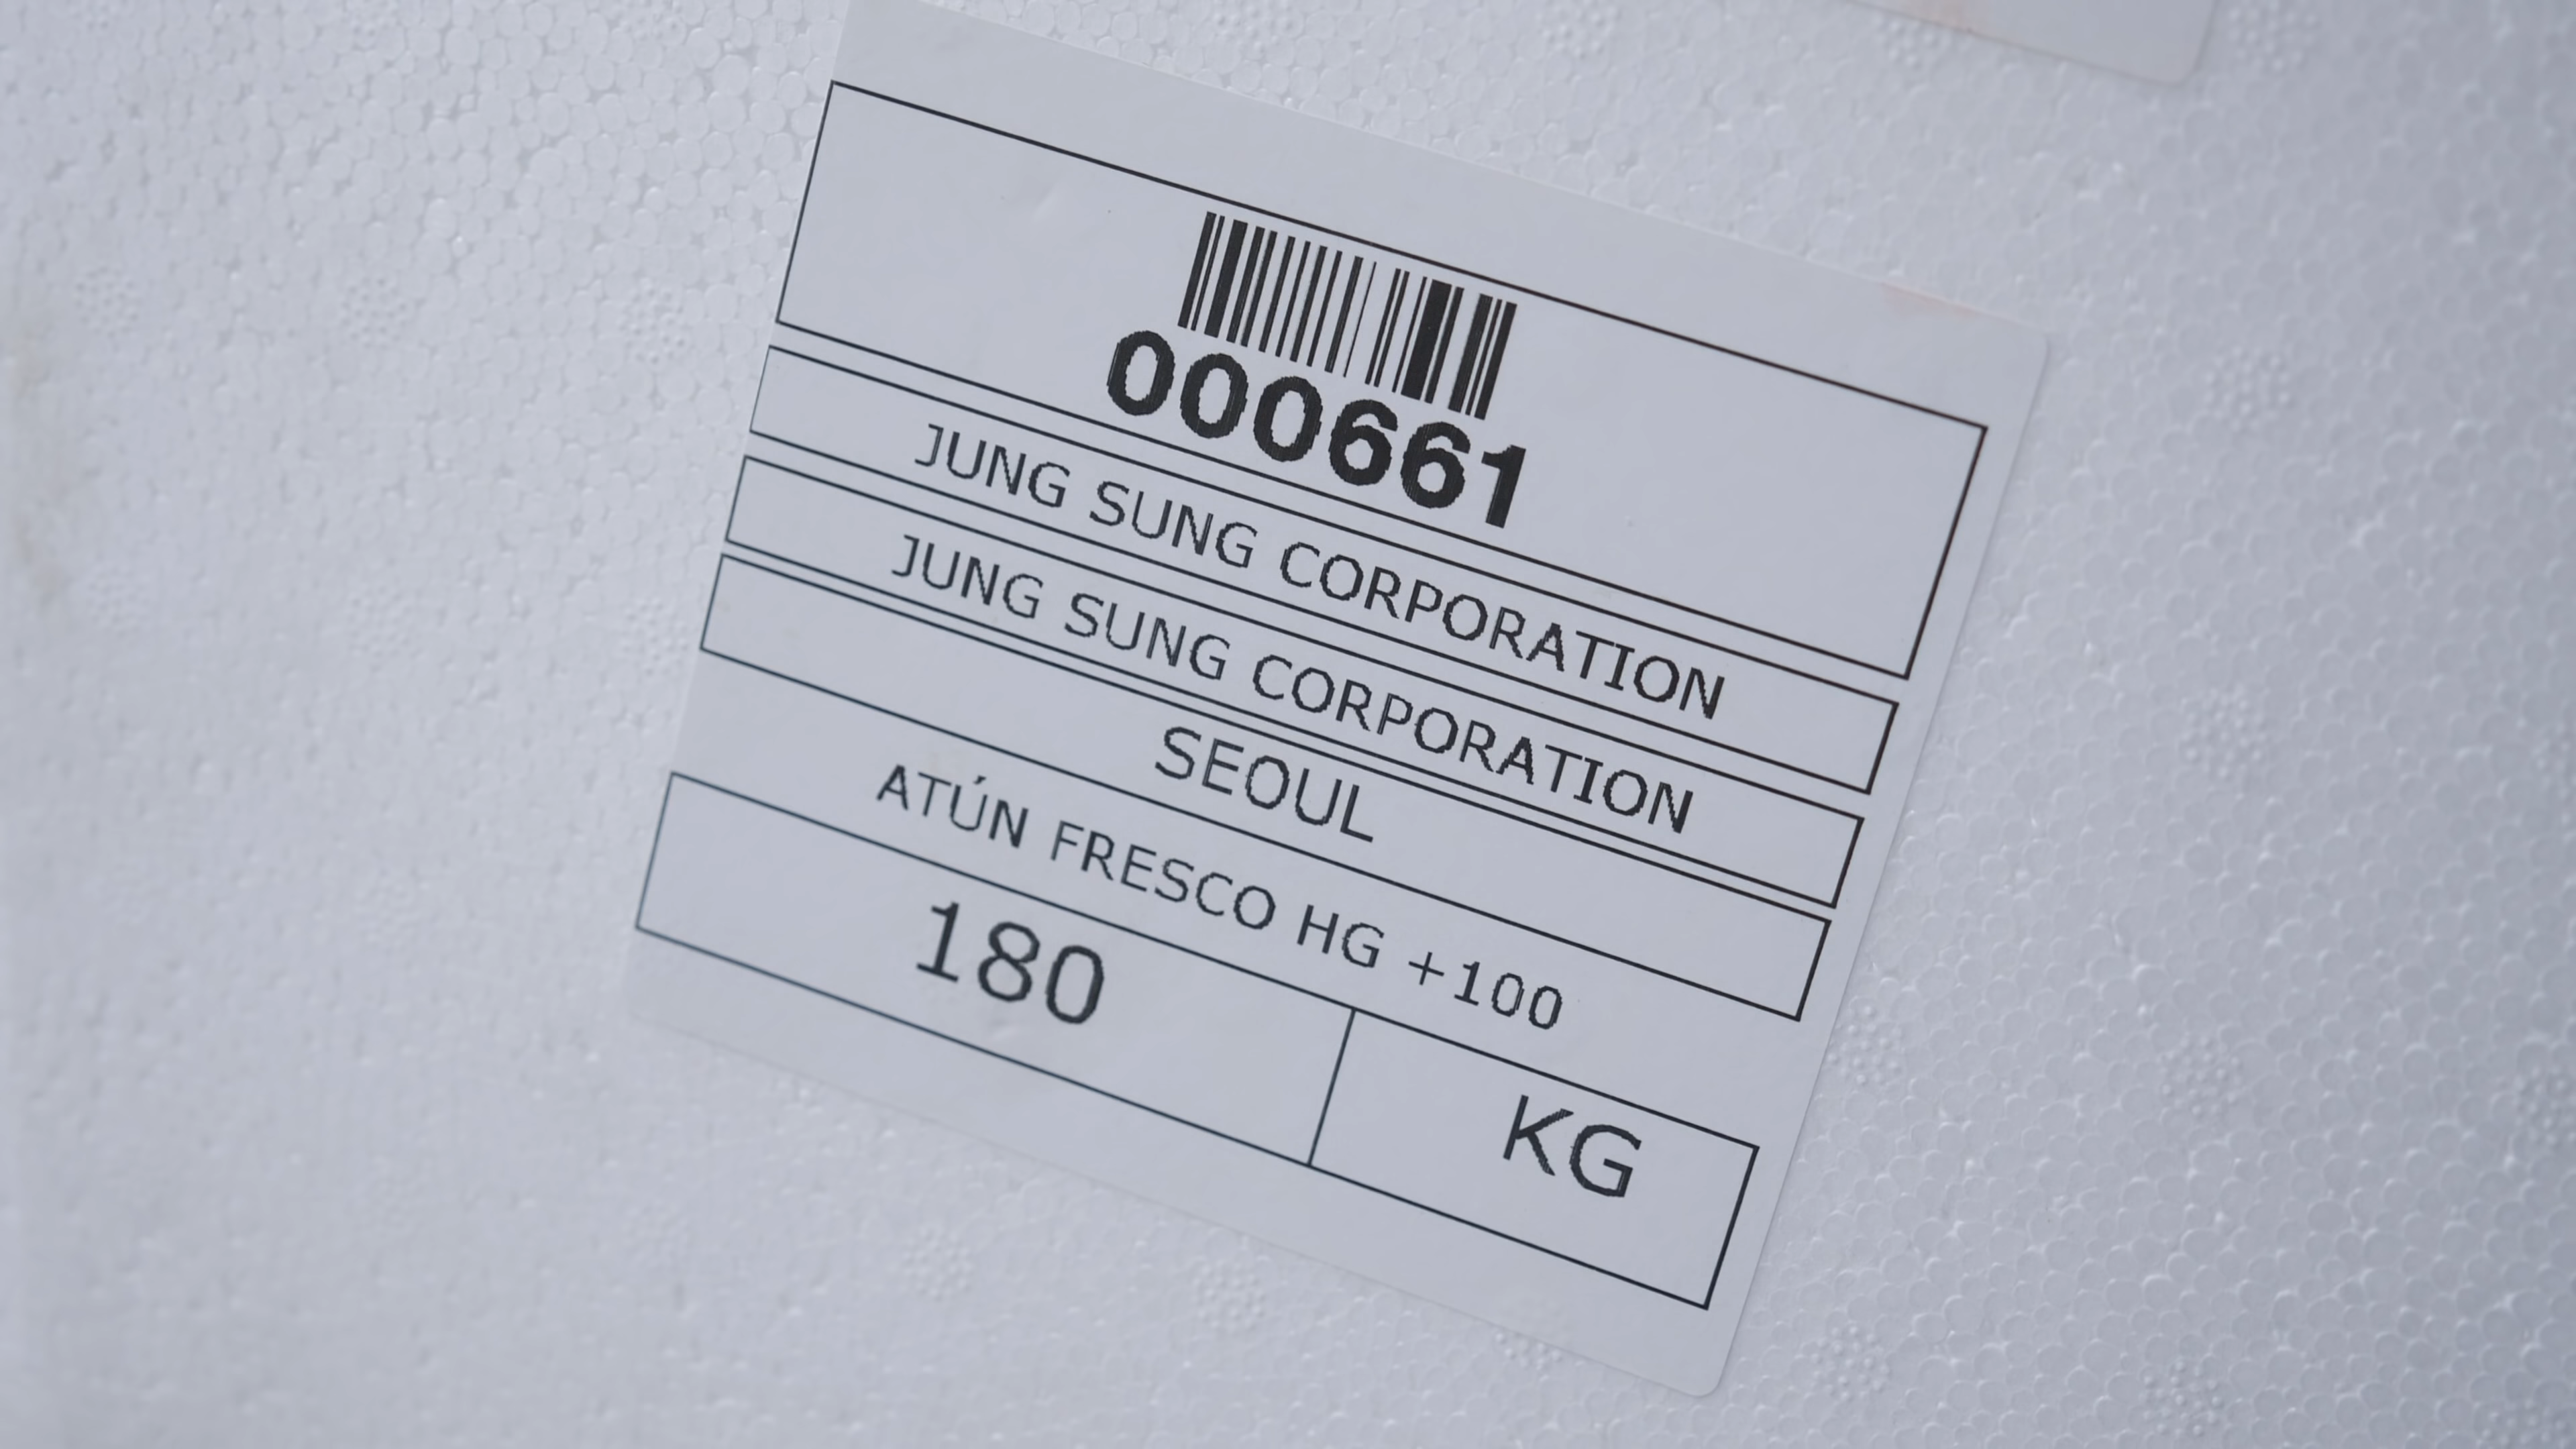 000661
JUNG SUNG CORPORATION
JUNG SUNG CORPORATION
SEOUL
ATÚN FRESCO HG +100
180 KG